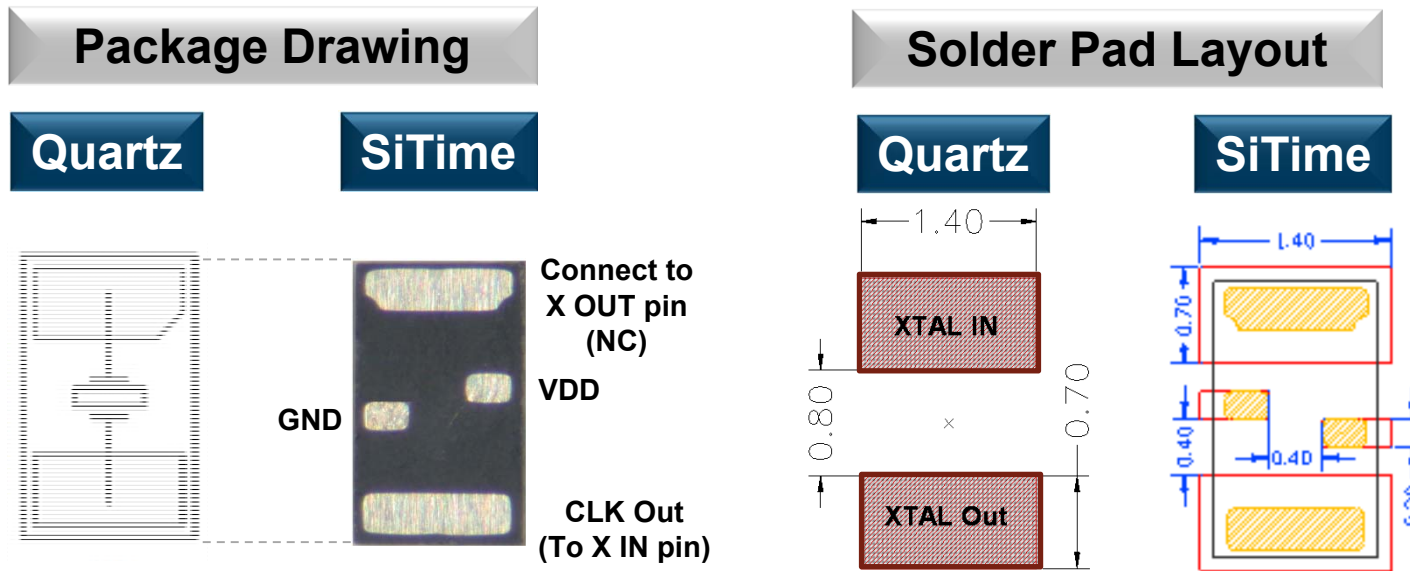 Package Drawing
Solder Pad Layout
Quartz
SiTime
Quartz
SiTime
Connect to
X OUT pin
(NC)
VDD
GND
CLK Out
(To X IN pin)
1.40
XTAL IN
0.80
0.70
XTAL Out
1.40
0.70
0.40
0.40